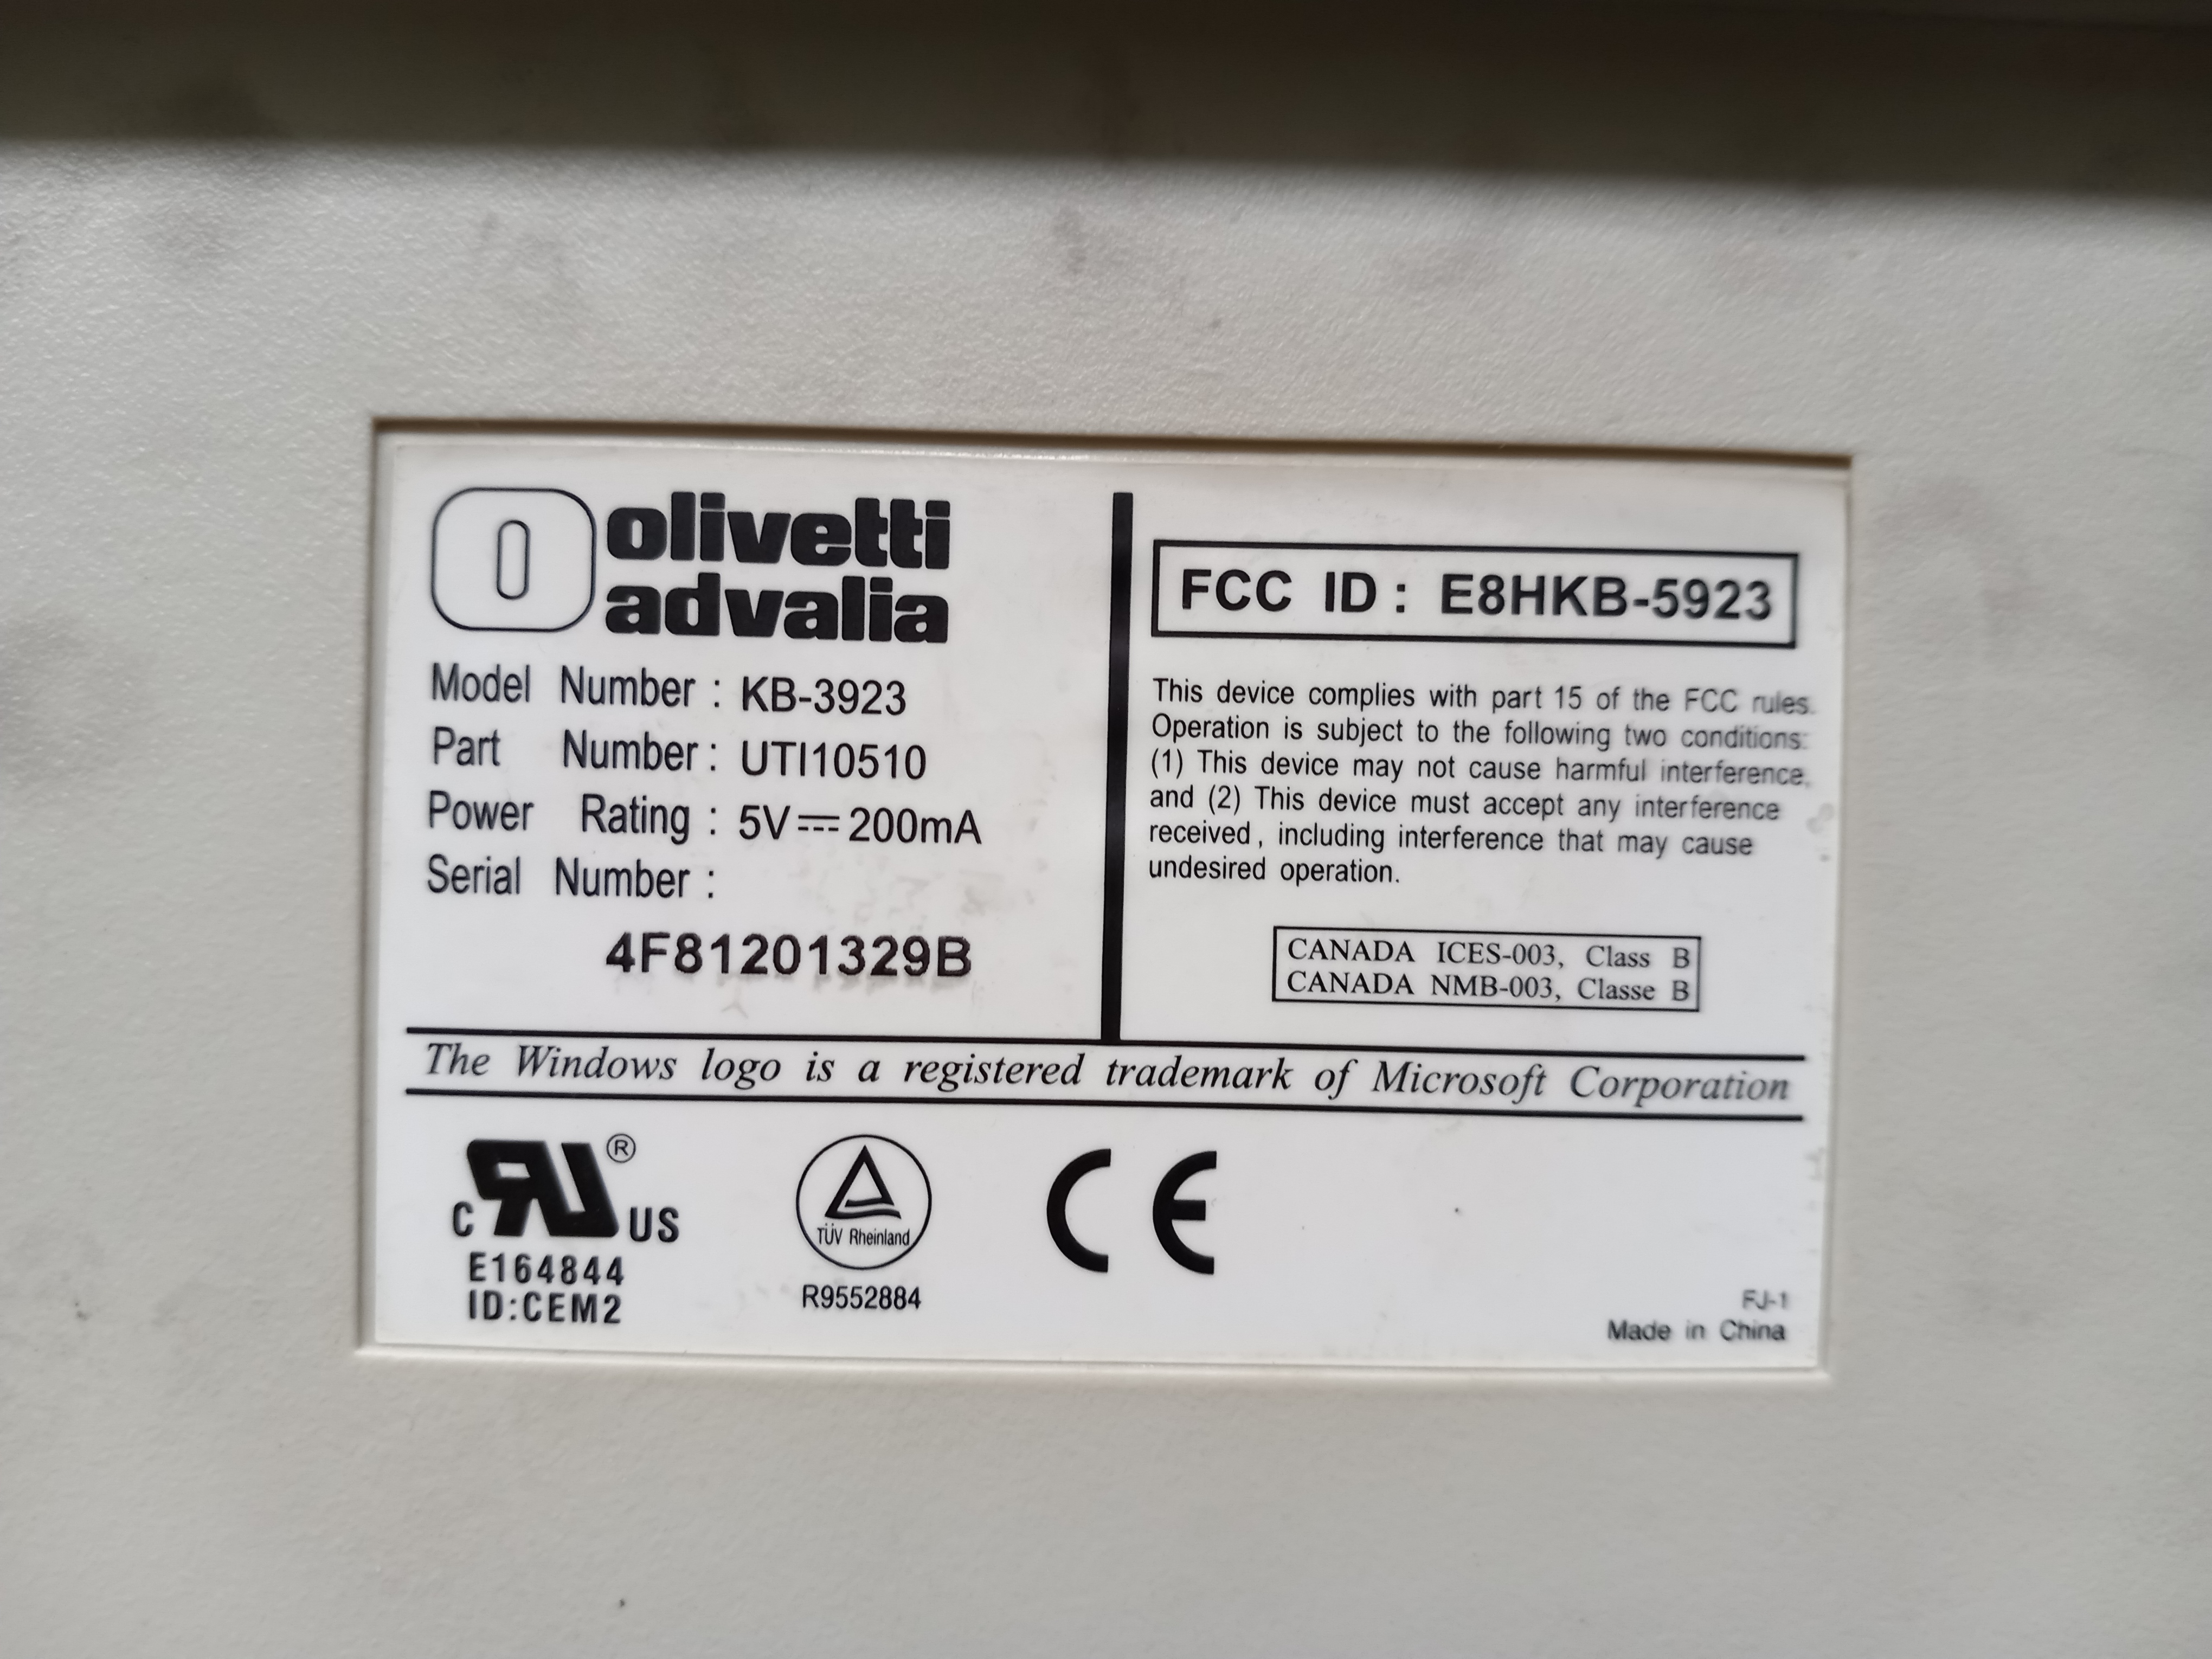 olivetti
advalia
Model Number : KB-3923
Part Number : UTI10510
Power Rating : 5V⎓200mA
Serial Number :
4F81201329B
FCC ID : E8HKB-5923
This device complies with part 15 of the FCC rules.
Operation is subject to the following two conditions:
(1) This device may not cause harmful interference,
and (2) This device must accept any interference
received, including interference that may cause
undesired operation.
CANADA ICES-003, Class B
CANADA NMB-003, Classe B
The Windows logo is a registered trademark of Microsoft Corporation
C RU® US
E164844
ID:CEM2
TÜV Rheinland
R9552884
CE
FJ-1
Made in China